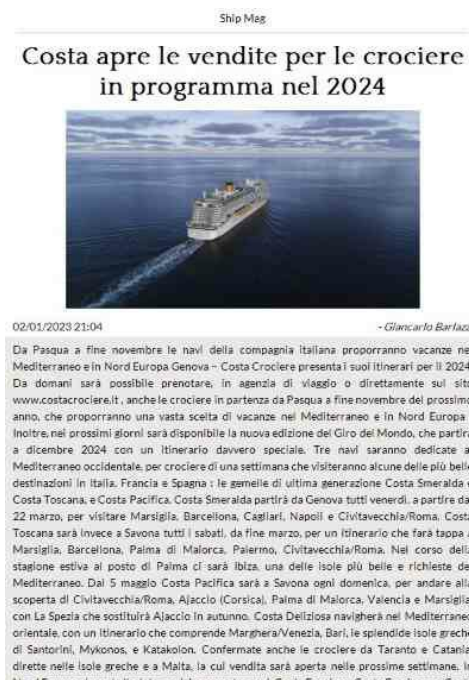 Ship Mag
Costa apre le vendite per le crociere
in programma nel 2024
02/01/2023 21:04
- Giancarlo Barlazzi
Da Pasqua a fine novembre le navi della compagnia italiana proporranno vacanze nel
Mediterraneo e in Nord Europa Genova – Costa Crociere presenta i suoi itinerari per il 2024.
Da domani sarà possibile prenotare, in agenzia di viaggio o direttamente sul sito
www.costacrociere.it , anche le crociere in partenza da Pasqua a fine novembre del prossimo
anno, che proporranno una vasta scelta di vacanze nel Mediterraneo e in Nord Europa .
Inoltre, nei prossimi giorni sarà disponibile la nuova edizione del Giro del Mondo, che partirà
a dicembre 2024 con un itinerario davvero speciale. Tre navi saranno dedicate al
Mediterraneo occidentale, per crociere di una settimana che visiteranno alcune delle più belle
destinazioni in Italia, Francia e Spagna : le gemelle di ultima generazione Costa Smeralda e
Costa Toscana, e Costa Pacifica. Costa Smeralda partirà da Genova tutti venerdì, a partire dal
22 marzo, per visitare Marsiglia, Barcellona, Cagliari, Napoli e Civitavecchia/Roma. Costa
Toscana sarà invece a Savona tutti i sabati, da fine marzo, per un itinerario che farà tappa a
Marsiglia, Barcellona, Palma di Maiorca, Palermo, Civitavecchia/Roma. Nel corso della
stagione estiva al posto di Palma ci sarà Ibiza, una delle isole più belle e richieste del
Mediterraneo. Dal 5 maggio Costa Pacifica sarà a Savona ogni domenica, per andare alla
scoperta di Civitavecchia/Roma, Ajaccio (Corsica), Palma di Maiorca, Valencia e Marsiglia,
con La Spezia che sostituirà Ajaccio in autunno. Costa Deliziosa navigherà nel Mediterraneo
orientale, con un itinerario che comprende Marghera/Venezia, Bari, le splendide isole greche
di Santorini, Mykonos, e Katakolon. Confermate anche le crociere da Taranto e Catania
dirette nelle isole greche e a Malta, la cui vendita sarà aperta nelle prossime settimane. In